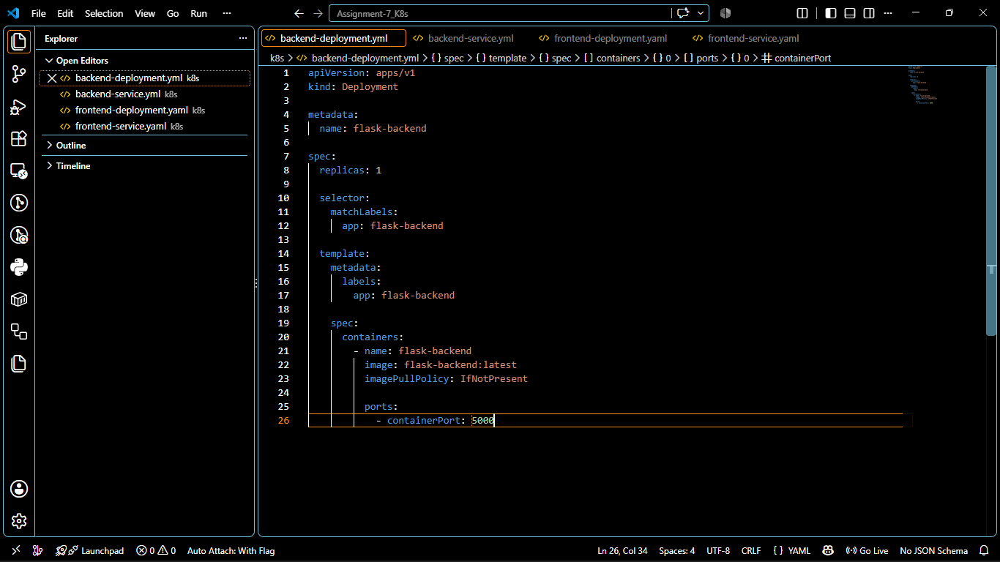 File Edit Selection View Go Run ···
Assignment-7_K8s
Explorer ···
Open Editors
backend-deployment.yml k8s
backend-service.yml k8s
frontend-deployment.yaml k8s
frontend-service.yaml k8s
Outline
Timeline
backend-deployment.yml backend-service.yml frontend-deployment.yaml frontend-service.yaml
k8s > backend-deployment.yml > { } spec > { } template > { } spec > [ ] containers > { } 0 > [ ] ports > { } 0 > # containerPort
1 apiVersion: apps/v1
2 kind: Deployment
3
4 metadata:
5   name: flask-backend
6
7 spec:
8   replicas: 1
9
10   selector:
11     matchLabels:
12       app: flask-backend
13
14   template:
15     metadata:
16       labels:
17         app: flask-backend
18
19     spec:
20       containers:
21         - name: flask-backend
22           image: flask-backend:latest
23           imagePullPolicy: IfNotPresent
24
25           ports:
26             - containerPort: 5000
Launchpad 0 0 Auto Attach: With Flag Ln 26, Col 34 Spaces: 4 UTF-8 CRLF { } YAML Go Live No JSON Schema